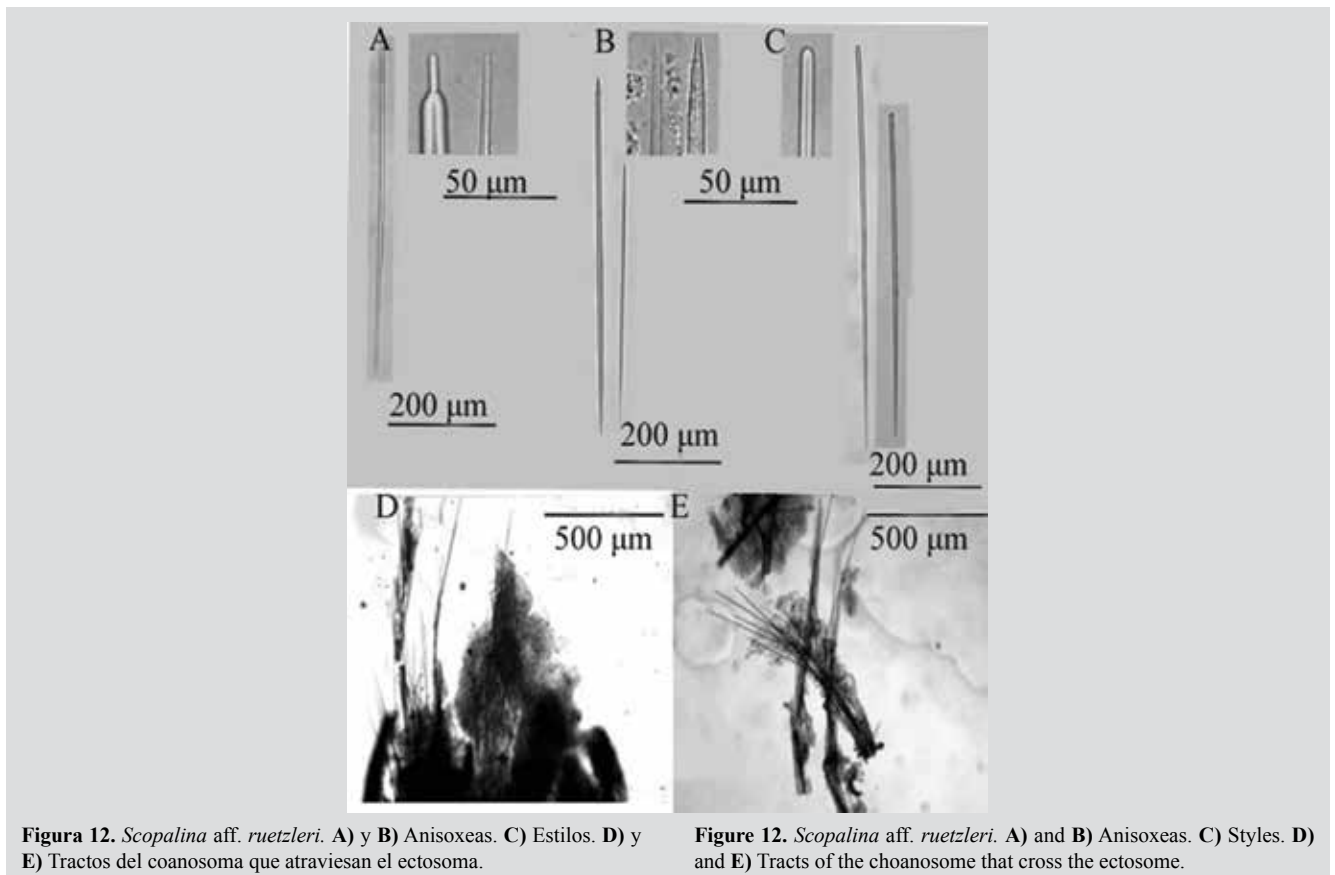 A
B
C
50 μm
50 μm
200 μm
200 μm
200 μm
D
E
500 μm
500 μm
Figura 12. Scopalina aff. ruetzleri. A) y B) Anisoxeas. C) Estilos. D) y
E) Tractos del coanosoma que atraviesan el ectosoma.
Figure 12. Scopalina aff. ruetzleri. A) and B) Anisoxeas. C) Styles. D)
and E) Tracts of the choanosome that cross the ectosome.